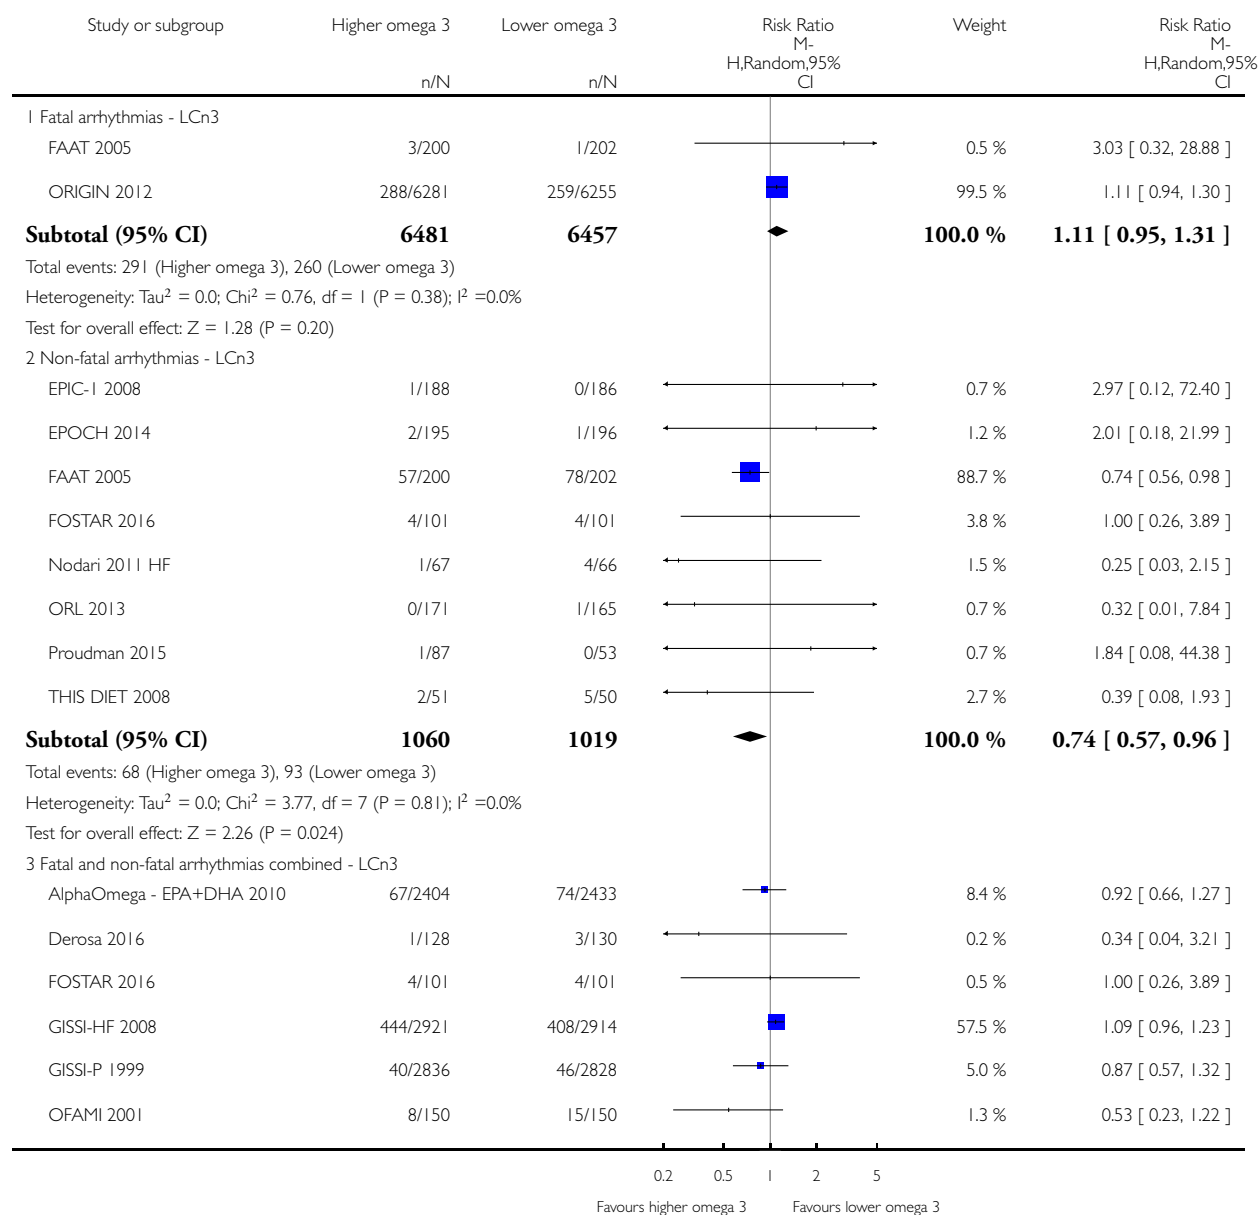 Study or subgroup Higher omega 3 Lower omega 3 Risk Ratio Weight Risk Ratio
M- M-
H,Random,95% H,Random,95%
n/N n/N CI CI
1 Fatal arrhythmias - LCn3
FAAT 2005 3/200 1/202 0.5 % 3.03 [ 0.32, 28.88 ]
ORIGIN 2012 288/6281 259/6255 99.5 % 1.11 [ 0.94, 1.30 ]
Subtotal (95% CI) 6481 6457 100.0 % 1.11 [ 0.95, 1.31 ]
Total events: 291 (Higher omega 3), 260 (Lower omega 3)
Heterogeneity: Tau² = 0.0; Chi² = 0.76, df = 1 (P = 0.38); I² =0.0%
Test for overall effect: Z = 1.28 (P = 0.20)
2 Non-fatal arrhythmias - LCn3
EPIC-1 2008 1/188 0/186 0.7 % 2.97 [ 0.12, 72.40 ]
EPOCH 2014 2/195 1/196 1.2 % 2.01 [ 0.18, 21.99 ]
FAAT 2005 57/200 78/202 88.7 % 0.74 [ 0.56, 0.98 ]
FOSTAR 2016 4/101 4/101 3.8 % 1.00 [ 0.26, 3.89 ]
Nodari 2011 HF 1/67 4/66 1.5 % 0.25 [ 0.03, 2.15 ]
ORL 2013 0/171 1/165 0.7 % 0.32 [ 0.01, 7.84 ]
Proudman 2015 1/87 0/53 0.7 % 1.84 [ 0.08, 44.38 ]
THIS DIET 2008 2/51 5/50 2.7 % 0.39 [ 0.08, 1.93 ]
Subtotal (95% CI) 1060 1019 100.0 % 0.74 [ 0.57, 0.96 ]
Total events: 68 (Higher omega 3), 93 (Lower omega 3)
Heterogeneity: Tau² = 0.0; Chi² = 3.77, df = 7 (P = 0.81); I² =0.0%
Test for overall effect: Z = 2.26 (P = 0.024)
3 Fatal and non-fatal arrhythmias combined - LCn3
AlphaOmega - EPA+DHA 2010 67/2404 74/2433 8.4 % 0.92 [ 0.66, 1.27 ]
Derosa 2016 1/128 3/130 0.2 % 0.34 [ 0.04, 3.21 ]
FOSTAR 2016 4/101 4/101 0.5 % 1.00 [ 0.26, 3.89 ]
GISSI-HF 2008 444/2921 408/2914 57.5 % 1.09 [ 0.96, 1.23 ]
GISSI-P 1999 40/2836 46/2828 5.0 % 0.87 [ 0.57, 1.32 ]
OFAMI 2001 8/150 15/150 1.3 % 0.53 [ 0.23, 1.22 ]
0.2 0.5 1 2 5
Favours higher omega 3 Favours lower omega 3